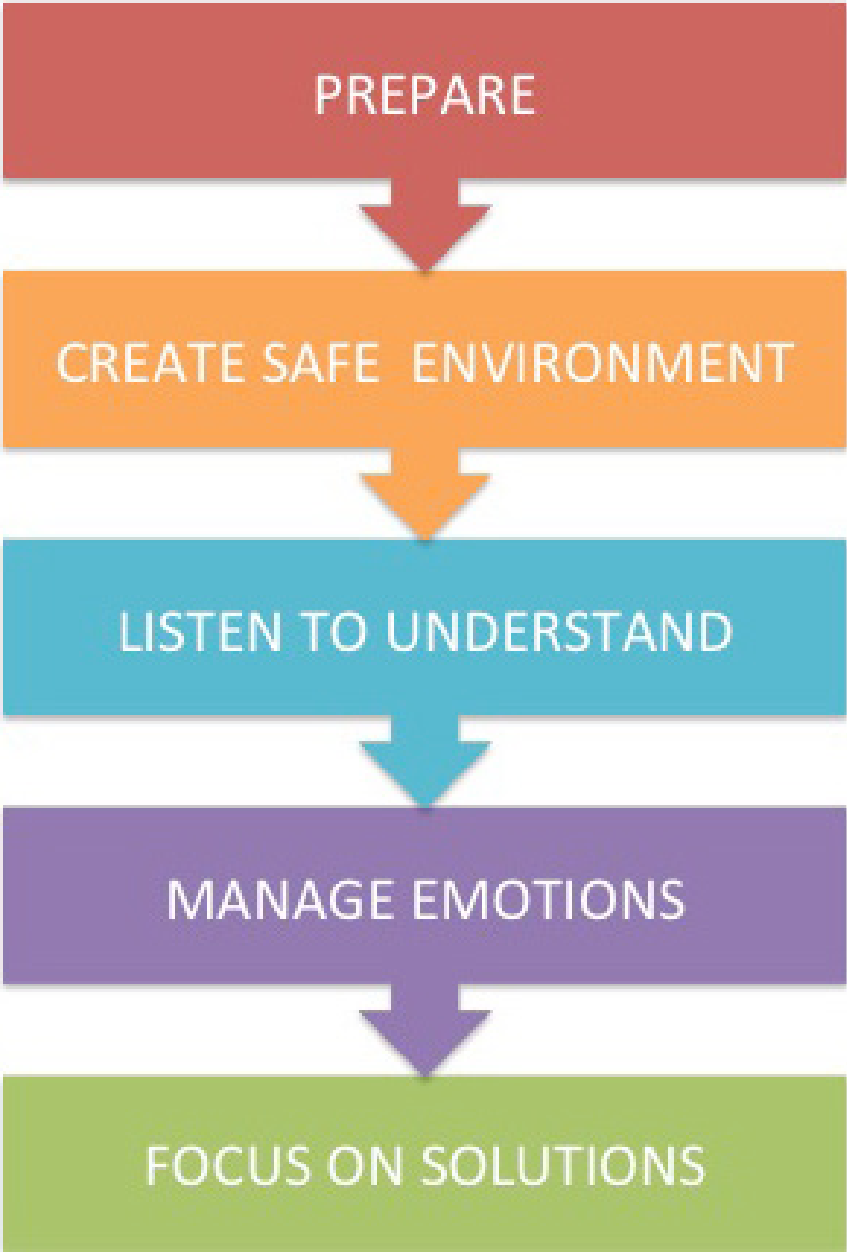 PREPARE
CREATE SAFE  ENVIRONMENT
LISTEN TO UNDERSTAND
MANAGE EMOTIONS
FOCUS ON SOLUTIONS